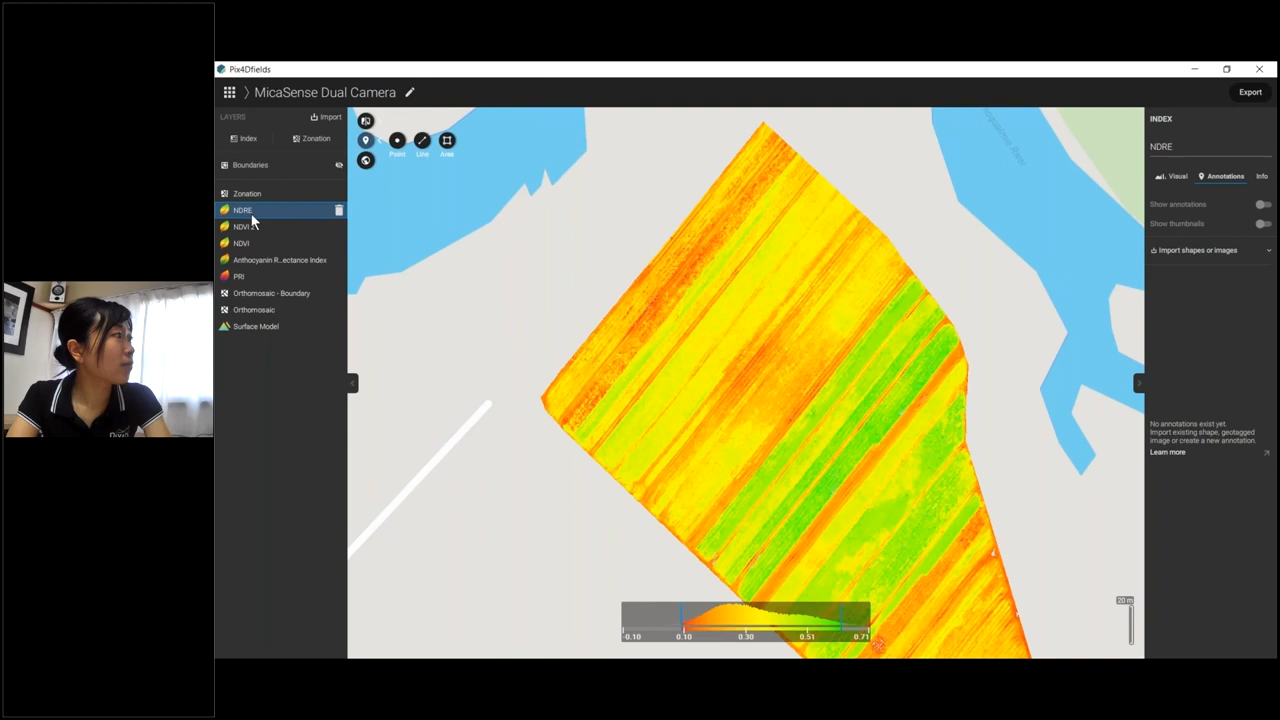 Pix4Dfields
MicaSense Dual Camera
Export
LAYERS
Import
Index
Zonation
Boundaries
Zonation
NDRE
NDVI
NDVI
Anthocyanin R...ectance Index
PRI
Orthomosaic - Boundary
Orthomosaic
Surface Model
Point
Line
Area
INDEX
NDRE
Visual
Annotations
Info
Show annotations
Show thumbnails
Import shapes or images
No annotations exist yet.
Import existing shape, geotagged
image or create a new annotation.
Learn more
20 m
-0.10
0.10
0.30
0.51
0.71